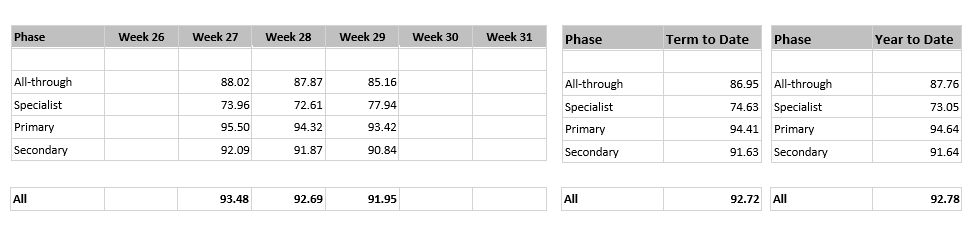 Phase Week 26 Week 27 Week 28 Week 29 Week 30 Week 31
All-through 88.02 87.87 85.16
Specialist 73.96 72.61 77.94
Primary 95.50 94.32 93.42
Secondary 92.09 91.87 90.84
All 93.48 92.69 91.95
Phase Term to Date
All-through 86.95
Specialist 74.63
Primary 94.41
Secondary 91.63
All 92.72
Phase Year to Date
All-through 87.76
Specialist 73.05
Primary 94.64
Secondary 91.64
All 92.78